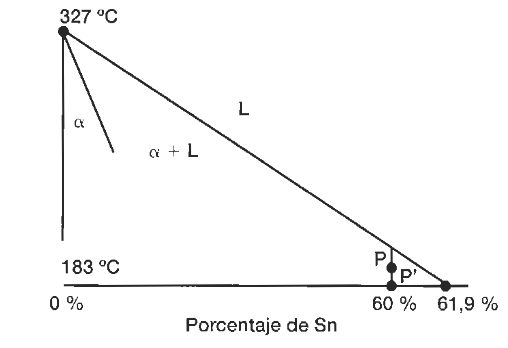 327 ºC
L
α
α + L
P
183 ºC
P'
0 %
60 %
61,9 %
Porcentaje de Sn